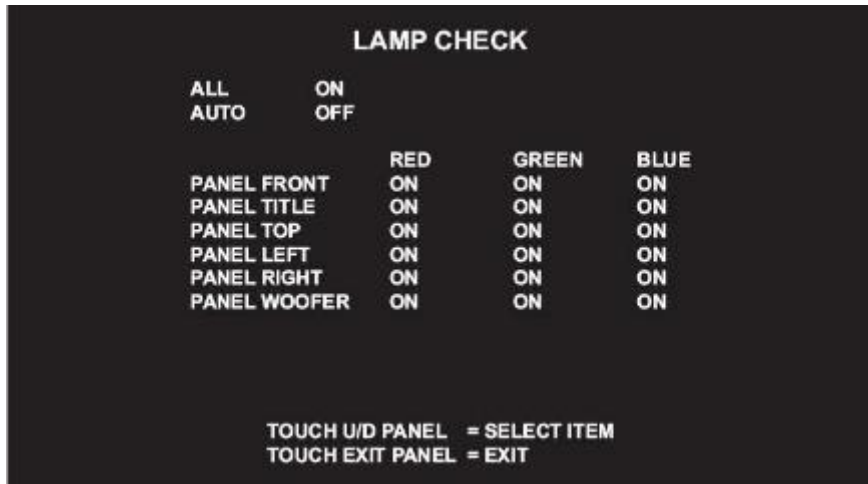 LAMP CHECK
ALL ON
AUTO OFF
RED GREEN BLUE
PANEL FRONT ON ON ON
PANEL TITLE ON ON ON
PANEL TOP ON ON ON
PANEL LEFT ON ON ON
PANEL RIGHT ON ON ON
PANEL WOOFER ON ON ON
TOUCH U/D PANEL = SELECT ITEM
TOUCH EXIT PANEL = EXIT